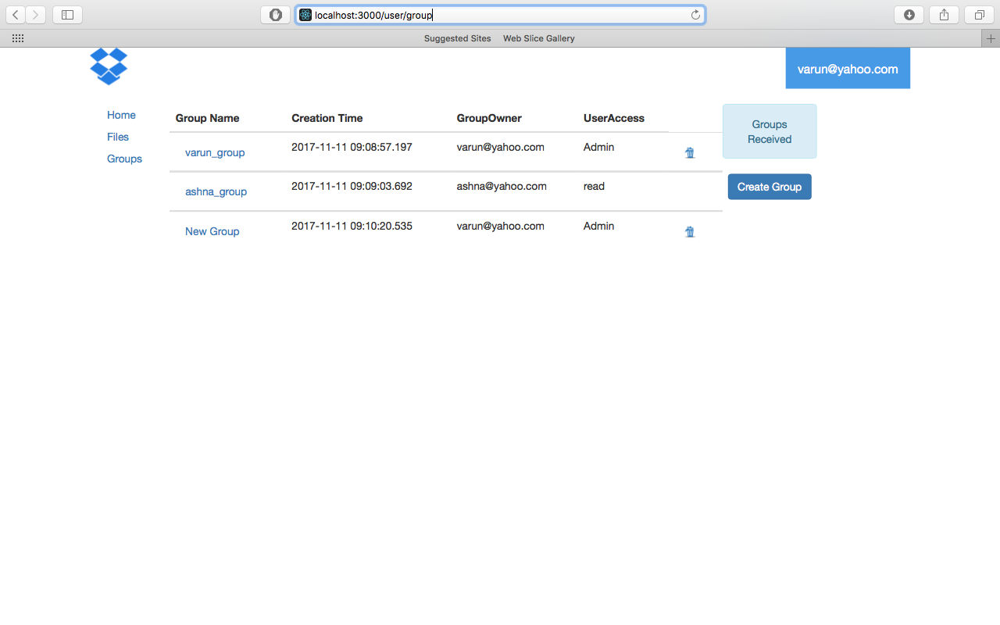 localhost:3000/user/group
Suggested Sites Web Slice Gallery
varun@yahoo.com
Home
Files
Groups
Group Name Creation Time GroupOwner UserAccess
varun_group 2017-11-11 09:08:57.197 varun@yahoo.com Admin
ashna_group 2017-11-11 09:09:03.692 ashna@yahoo.com read
New Group 2017-11-11 09:10:20.535 varun@yahoo.com Admin
Groups
Received
Create Group